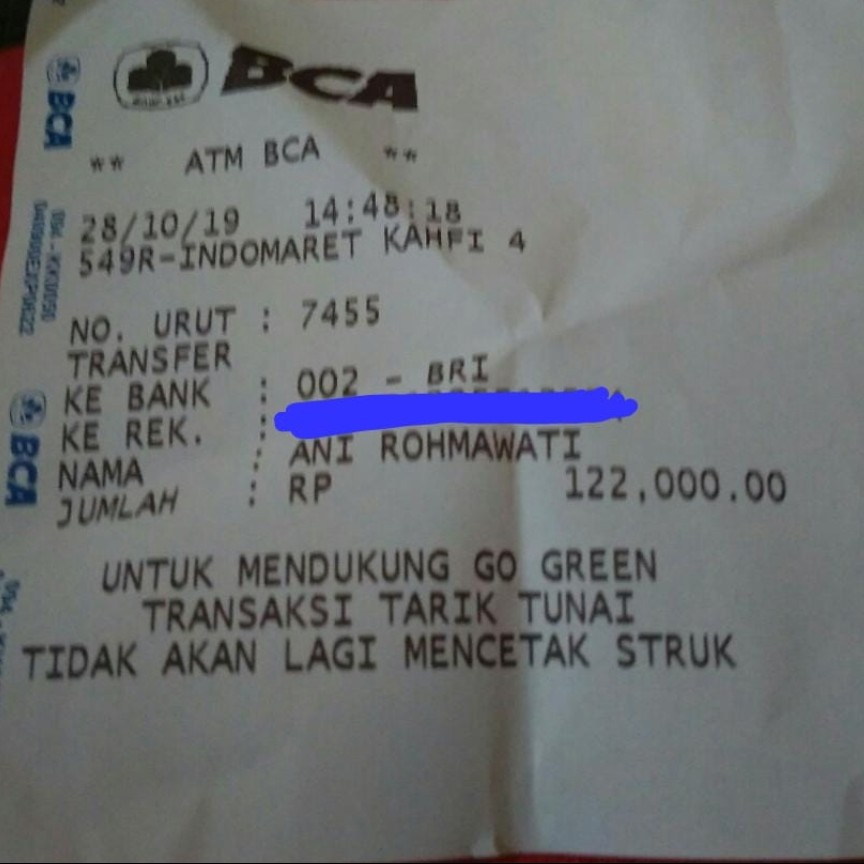 BCA
** ATM BCA **
28/10/19 14:48:18
549R-INDOMARET KAHFI 4
NO. URUT : 7455
TRANSFER
KE BANK : 002 - BRI
KE REK. :
NAMA : ANI ROHMAWATI
JUMLAH : RP 122,000.00
UNTUK MENDUKUNG GO GREEN
TRANSAKSI TARIK TUNAI
TIDAK AKAN LAGI MENCETAK STRUK
BCA
BCA